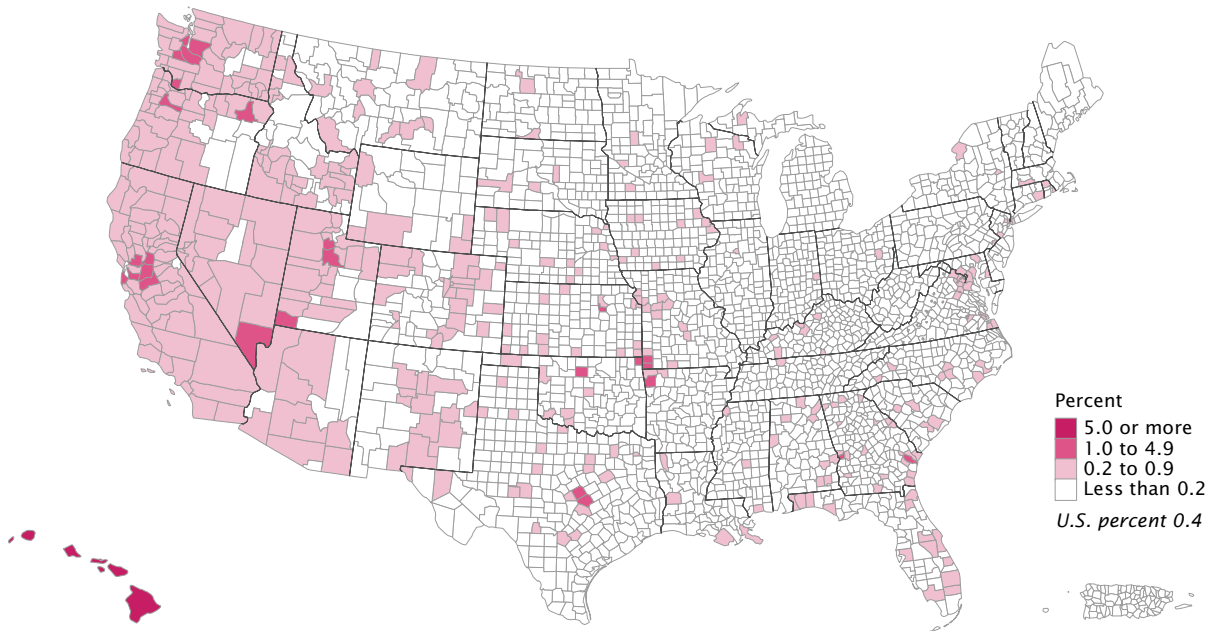 Percent
5.0 or more
1.0 to 4.9
0.2 to 0.9
Less than 0.2
U.S. percent 0.4